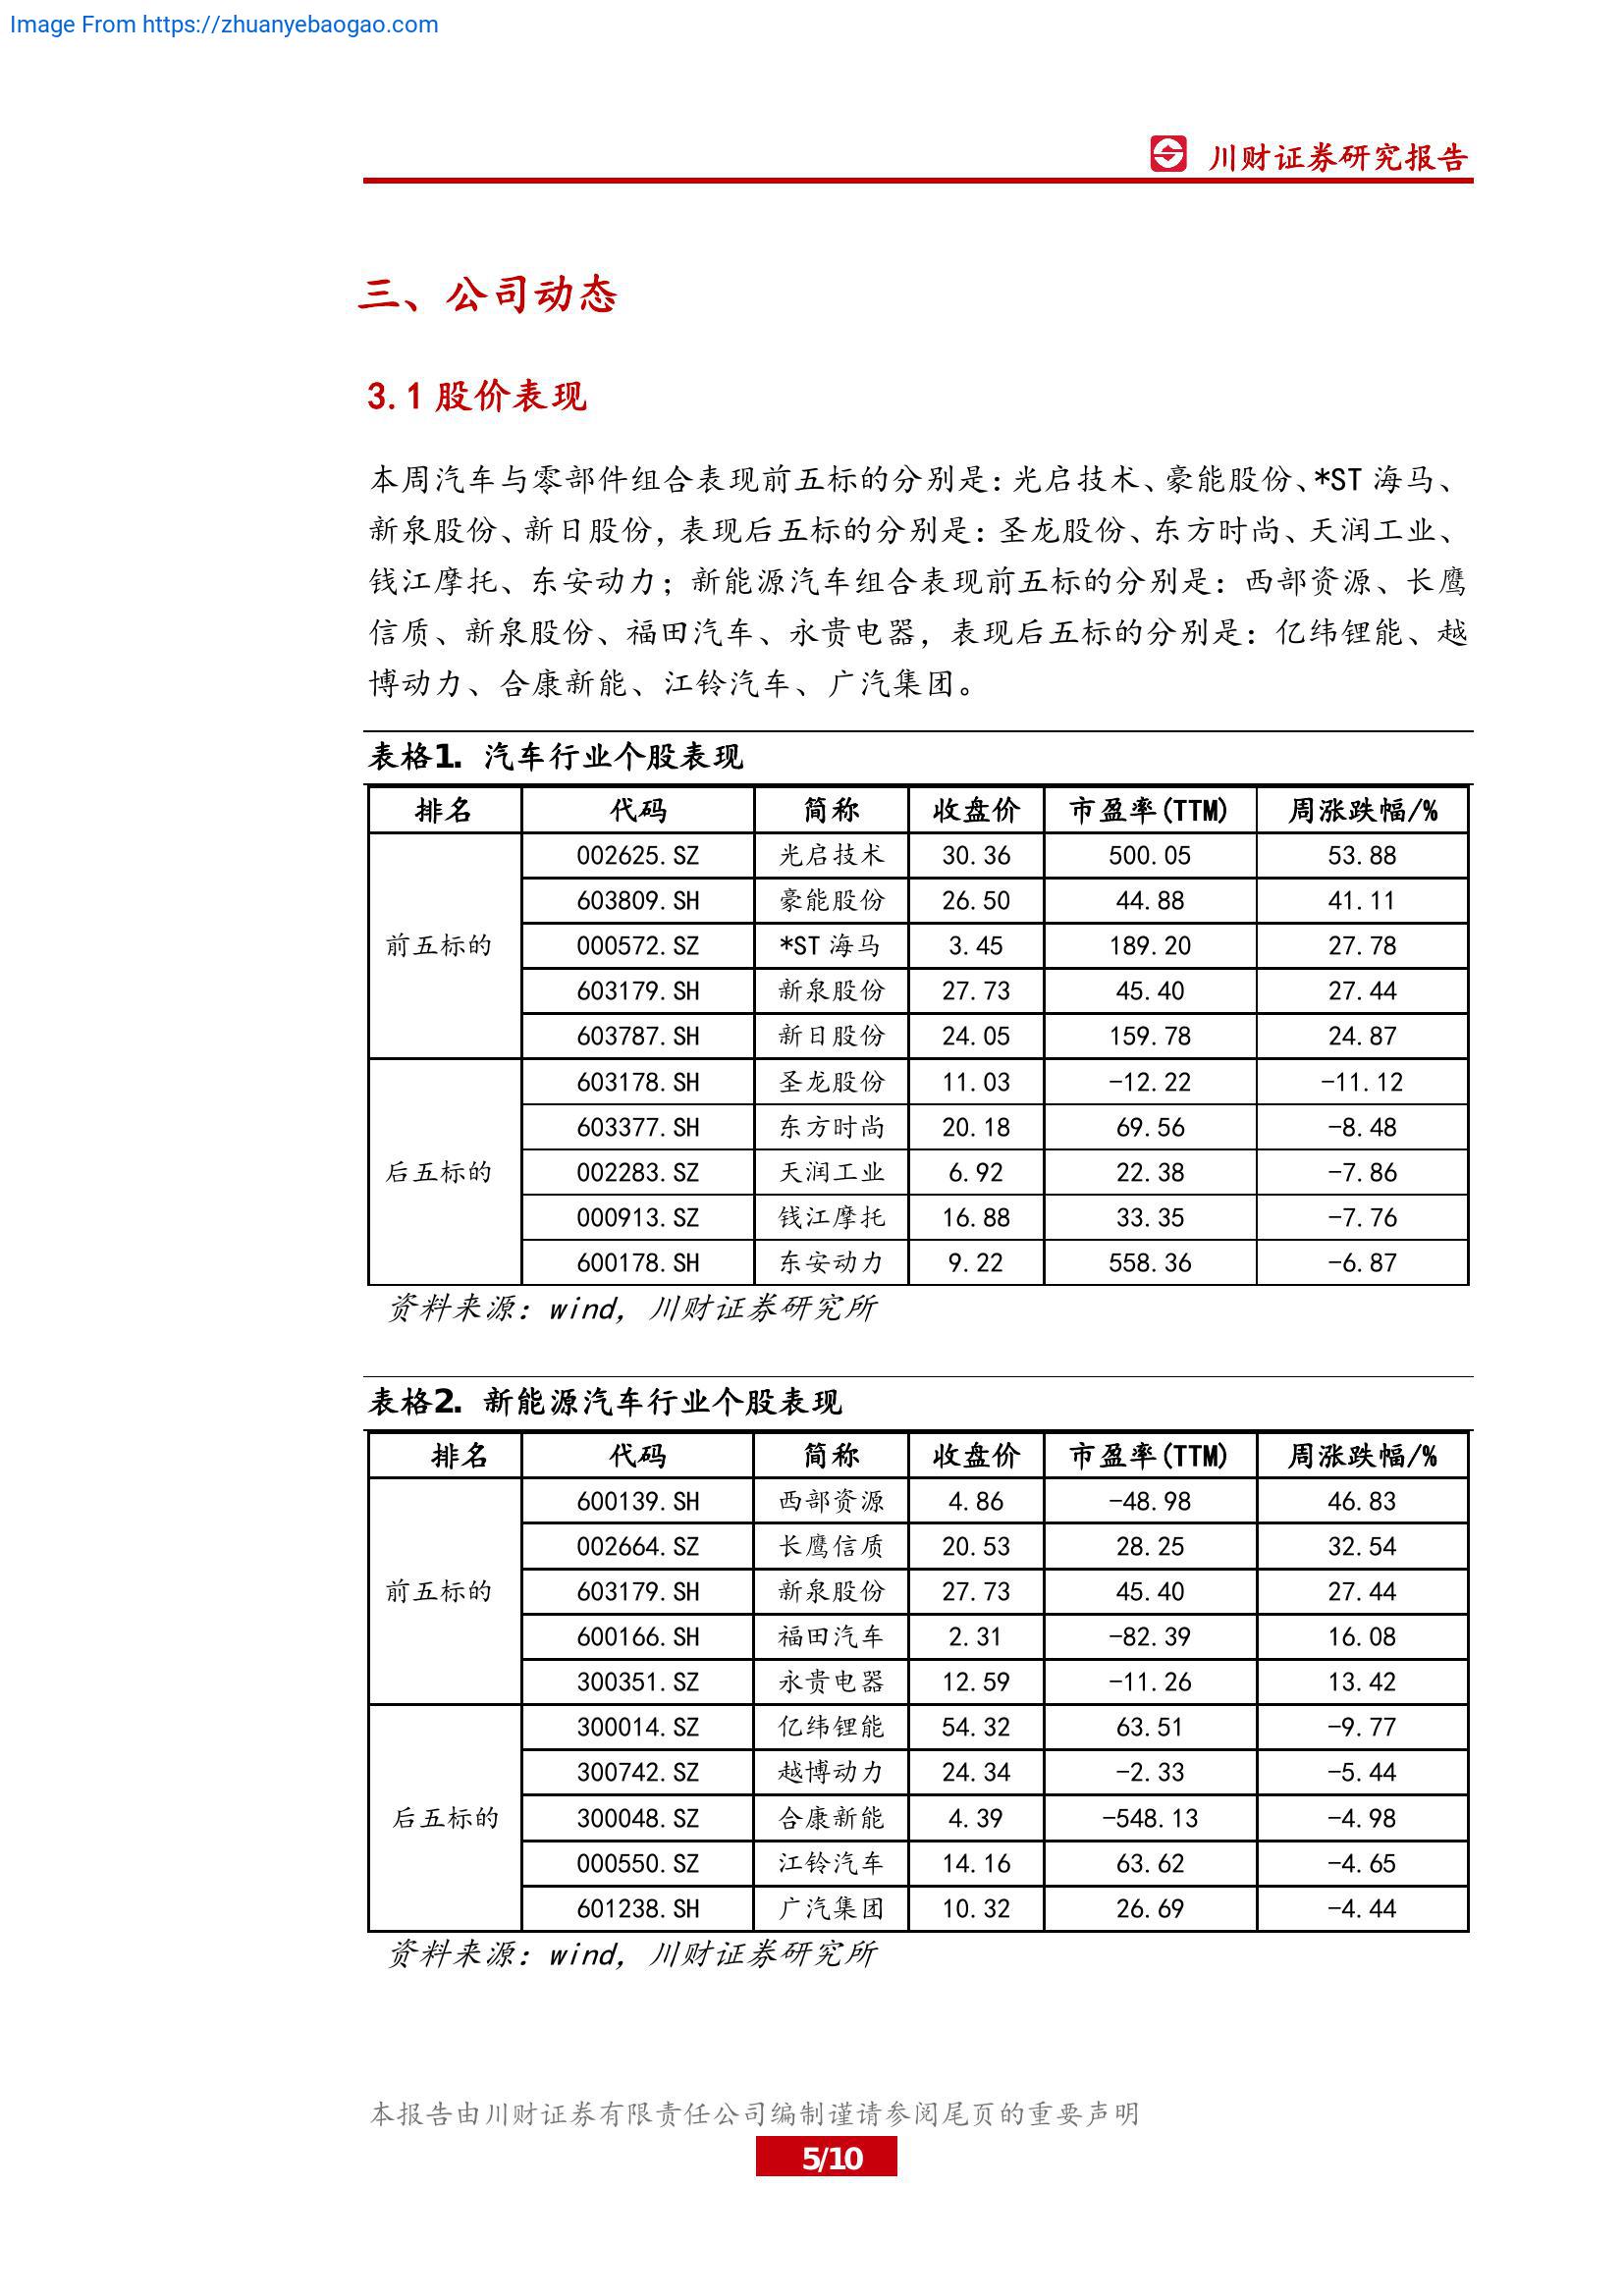 Image From https://zhuanyebaogao.com
川财证券研究报告
三、公司动态
3.1 股价表现
本周汽车与零部件组合表现前五标的分别是：光启技术、豪能股份、*ST 海马、
新泉股份、新日股份，表现后五标的分别是：圣龙股份、东方时尚、天润工业、
钱江摩托、东安动力；新能源汽车组合表现前五标的分别是：西部资源、长鹰
信质、新泉股份、福田汽车、永贵电器，表现后五标的分别是：亿纬锂能、越
博动力、合康新能、江铃汽车、广汽集团。
表格1. 汽车行业个股表现
排名 代码 简称 收盘价 市盈率(TTM) 周涨跌幅/%
前五标的
002625.SZ 光启技术 30.36 500.05 53.88
603809.SH 豪能股份 26.50 44.88 41.11
000572.SZ *ST 海马 3.45 189.20 27.78
603179.SH 新泉股份 27.73 45.40 27.44
603787.SH 新日股份 24.05 159.78 24.87
后五标的
603178.SH 圣龙股份 11.03 -12.22 -11.12
603377.SH 东方时尚 20.18 69.56 -8.48
002283.SZ 天润工业 6.92 22.38 -7.86
000913.SZ 钱江摩托 16.88 33.35 -7.76
600178.SH 东安动力 9.22 558.36 -6.87
资料来源：wind，川财证券研究所
表格2. 新能源汽车行业个股表现
排名 代码 简称 收盘价 市盈率(TTM) 周涨跌幅/%
前五标的
600139.SH 西部资源 4.86 -48.98 46.83
002664.SZ 长鹰信质 20.53 28.25 32.54
603179.SH 新泉股份 27.73 45.40 27.44
600166.SH 福田汽车 2.31 -82.39 16.08
300351.SZ 永贵电器 12.59 -11.26 13.42
后五标的
300014.SZ 亿纬锂能 54.32 63.51 -9.77
300742.SZ 越博动力 24.34 -2.33 -5.44
300048.SZ 合康新能 4.39 -548.13 -4.98
000550.SZ 江铃汽车 14.16 63.62 -4.65
601238.SH 广汽集团 10.32 26.69 -4.44
资料来源：wind，川财证券研究所
本报告由川财证券有限责任公司编制谨请参阅尾页的重要声明
5/10